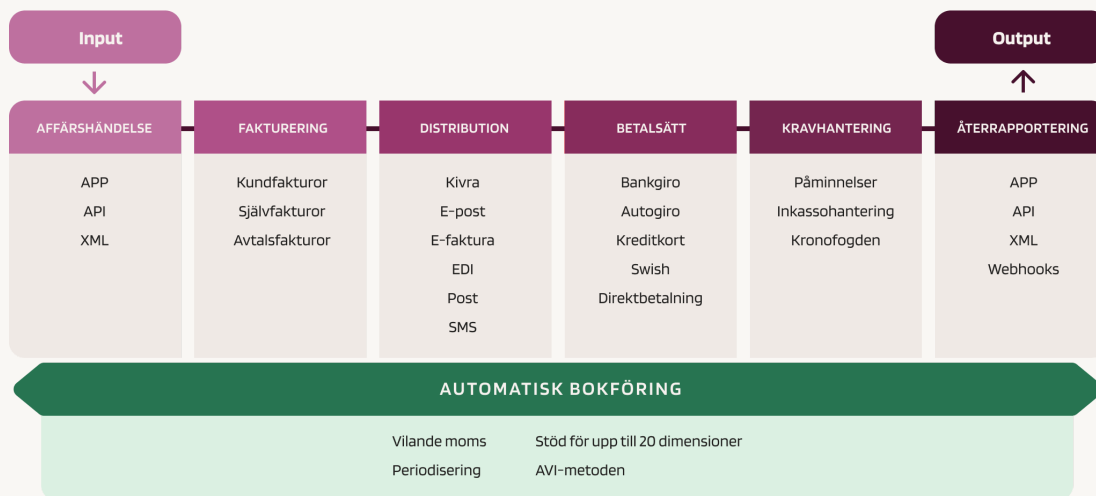 Input
Output
AFFÄRSHÄNDELSE
APP
API
XML
FAKTURERING
Kundfakturor
Självfakturor
Avtalsfakturor
DISTRIBUTION
Kivra
E-post
E-faktura
EDI
Post
SMS
BETALSÄTT
Bankgiro
Autogiro
Kreditkort
Swish
Direktbetalning
KRAVHANTERING
Påminnelser
Inkassohantering
Kronofogden
ÅTERRAPPORTERING
APP
API
XML
Webhooks
AUTOMATISK BOKFÖRING
Vilande moms
Periodisering
Stöd för upp till 20 dimensioner
AVI-metoden